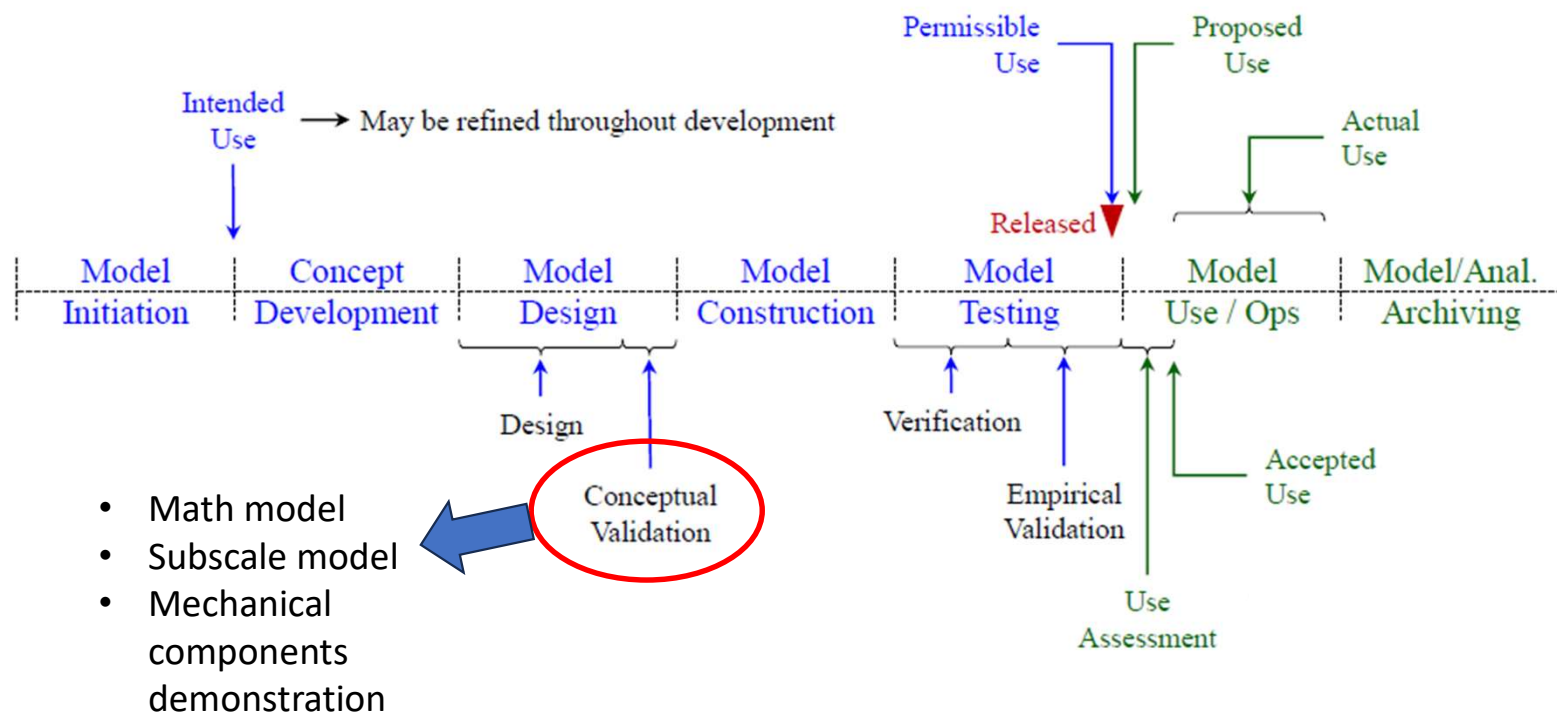 Permissible
Use
Proposed
Use
Intended
Use
May be refined throughout development
Actual
Use
Released
Model
Initiation
Concept
Development
Model
Design
Model
Construction
Model
Testing
Model
Use / Ops
Model/Anal.
Archiving
Design
Verification
Conceptual
Validation
Empirical
Validation
Accepted
Use
Use
Assessment
• Math model
• Subscale model
• Mechanical
components
demonstration